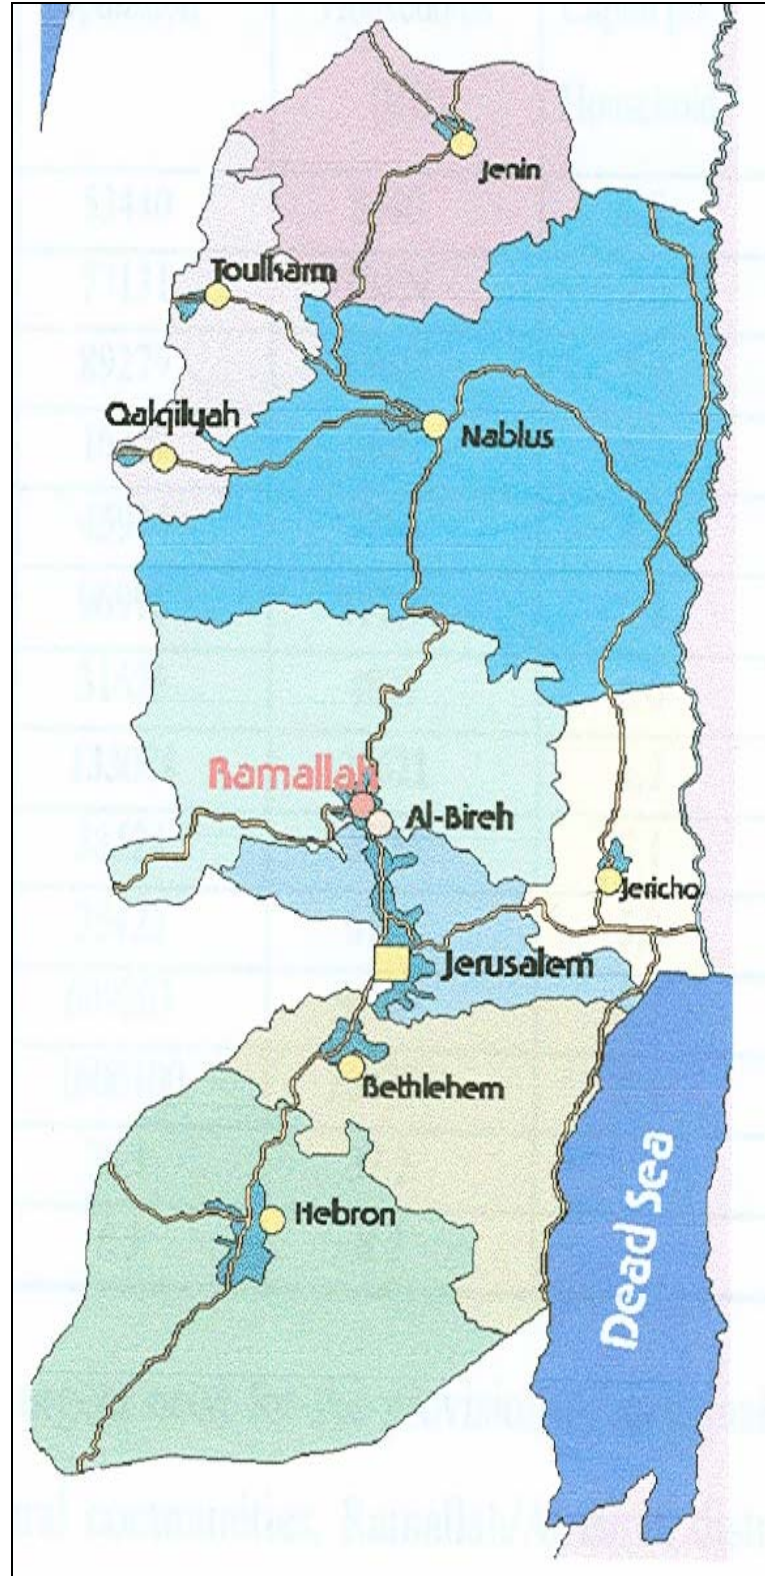 Jenin
Toulkarm
Qalqilyah
Nablus
Ramallah
Al-Bireh
Jericho
Jerusalem
Bethlehem
Hebron
Dead Sea